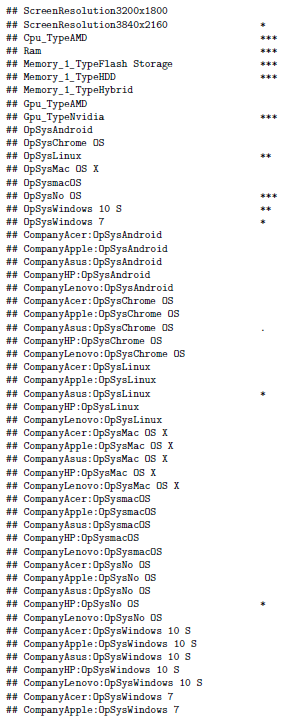 ## ScreenResolution3200x1800
## ScreenResolution3840x2160 *
## Cpu_TypeAMD ***
## Ram ***
## Memory_1_TypeFlash Storage ***
## Memory_1_TypeHDD ***
## Memory_1_TypeHybrid
## Gpu_TypeAMD
## Gpu_TypeNvidia ***
## OpSysAndroid
## OpSysChrome OS
## OpSysLinux **
## OpSysMac OS X
## OpSysmacOS
## OpSysNo OS ***
## OpSysWindows 10 S **
## OpSysWindows 7 *
## CompanyAcer:OpSysAndroid
## CompanyApple:OpSysAndroid
## CompanyAsus:OpSysAndroid
## CompanyHP:OpSysAndroid
## CompanyLenovo:OpSysAndroid
## CompanyAcer:OpSysChrome OS
## CompanyApple:OpSysChrome OS
## CompanyAsus:OpSysChrome OS .
## CompanyHP:OpSysChrome OS
## CompanyLenovo:OpSysChrome OS
## CompanyAcer:OpSysLinux
## CompanyApple:OpSysLinux
## CompanyAsus:OpSysLinux *
## CompanyHP:OpSysLinux
## CompanyLenovo:OpSysLinux
## CompanyAcer:OpSysMac OS X
## CompanyApple:OpSysMac OS X
## CompanyAsus:OpSysMac OS X
## CompanyHP:OpSysMac OS X
## CompanyLenovo:OpSysMac OS X
## CompanyAcer:OpSysmacOS
## CompanyApple:OpSysmacOS
## CompanyAsus:OpSysmacOS
## CompanyHP:OpSysmacOS
## CompanyLenovo:OpSysmacOS
## CompanyAcer:OpSysNo OS
## CompanyApple:OpSysNo OS
## CompanyAsus:OpSysNo OS
## CompanyHP:OpSysNo OS *
## CompanyLenovo:OpSysNo OS
## CompanyAcer:OpSysWindows 10 S
## CompanyApple:OpSysWindows 10 S
## CompanyAsus:OpSysWindows 10 S
## CompanyHP:OpSysWindows 10 S
## CompanyLenovo:OpSysWindows 10 S
## CompanyAcer:OpSysWindows 7
## CompanyApple:OpSysWindows 7